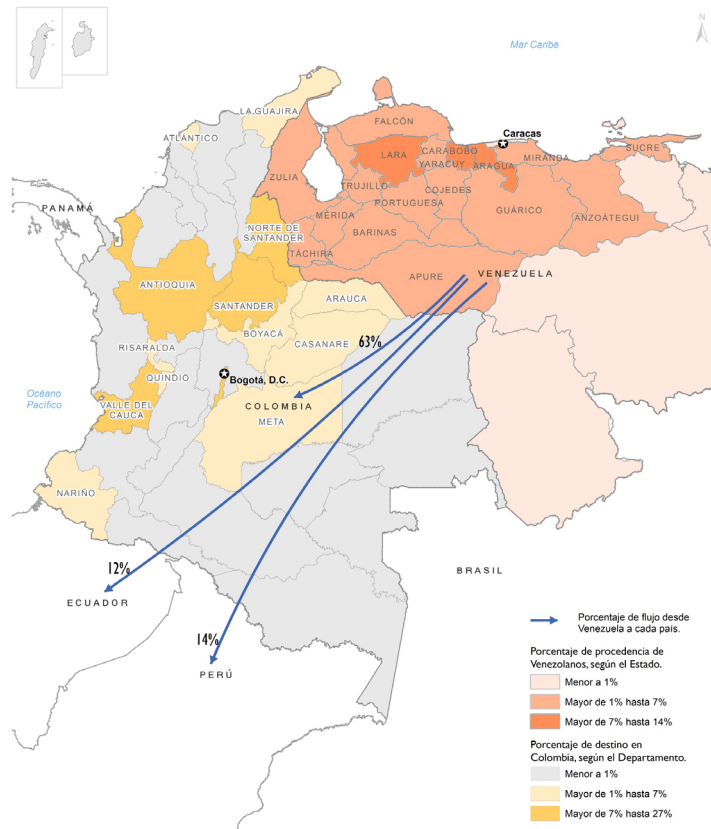 N
Mar Caribe
LA GUAJIRA
ATLÁNTICO
FALCÓN
Caracas
LARA
CARABOBO
YARACUY
ARAGUA
MIRANDA
SUCRE
ZULIA
TRUJILLO
COJEDES
PORTUGUESA
GUÁRICO
ANZOÁTEGUI
PANAMÁ
MÉRIDA
BARINAS
NORTE DE
SANTANDER
TÁCHIRA
APURE
VENEZUELA
ANTIOQUIA
SANTANDER
ARAUCA
BOYACÁ
CASANARE
63%
RISARALDA
QUINDIO
Bogotá, D.C.
Océano
Pacífico
VALLE DEL
CAUCA
COLOMBIA
META
NARIÑO
12%
ECUADOR
BRASIL
14%
PERÚ
Porcentaje de flujo desde
Venezuela a cada país.
Porcentaje de procedencia de
Venezolanos, según el Estado.
Menor a 1%
Mayor de 1% hasta 7%
Mayor de 7% hasta 14%
Porcentaje de destino en
Colombia, según el Departamento.
Menor a 1%
Mayor de 1% hasta 7%
Mayor de 7% hasta 27%